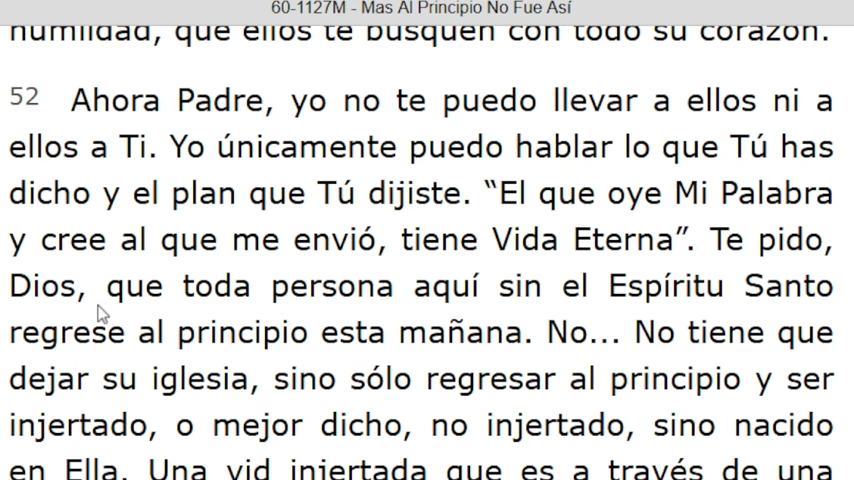 60-1127M - Mas Al Principio No Fue Así
humildad, que ellos te busquen con todo su corazón.
52 Ahora Padre, yo no te puedo llevar a ellos ni a
ellos a Ti. Yo únicamente puedo hablar lo que Tú has
dicho y el plan que Tú dijiste. “El que oye Mi Palabra
y cree al que me envió, tiene Vida Eterna”. Te pido,
Dios, que toda persona aquí sin el Espíritu Santo
regrese al principio esta mañana. No... No tiene que
dejar su iglesia, sino sólo regresar al principio y ser
injertado, o mejor dicho, no injertado, sino nacido
en Ella. Una vid injertada que es a través de una